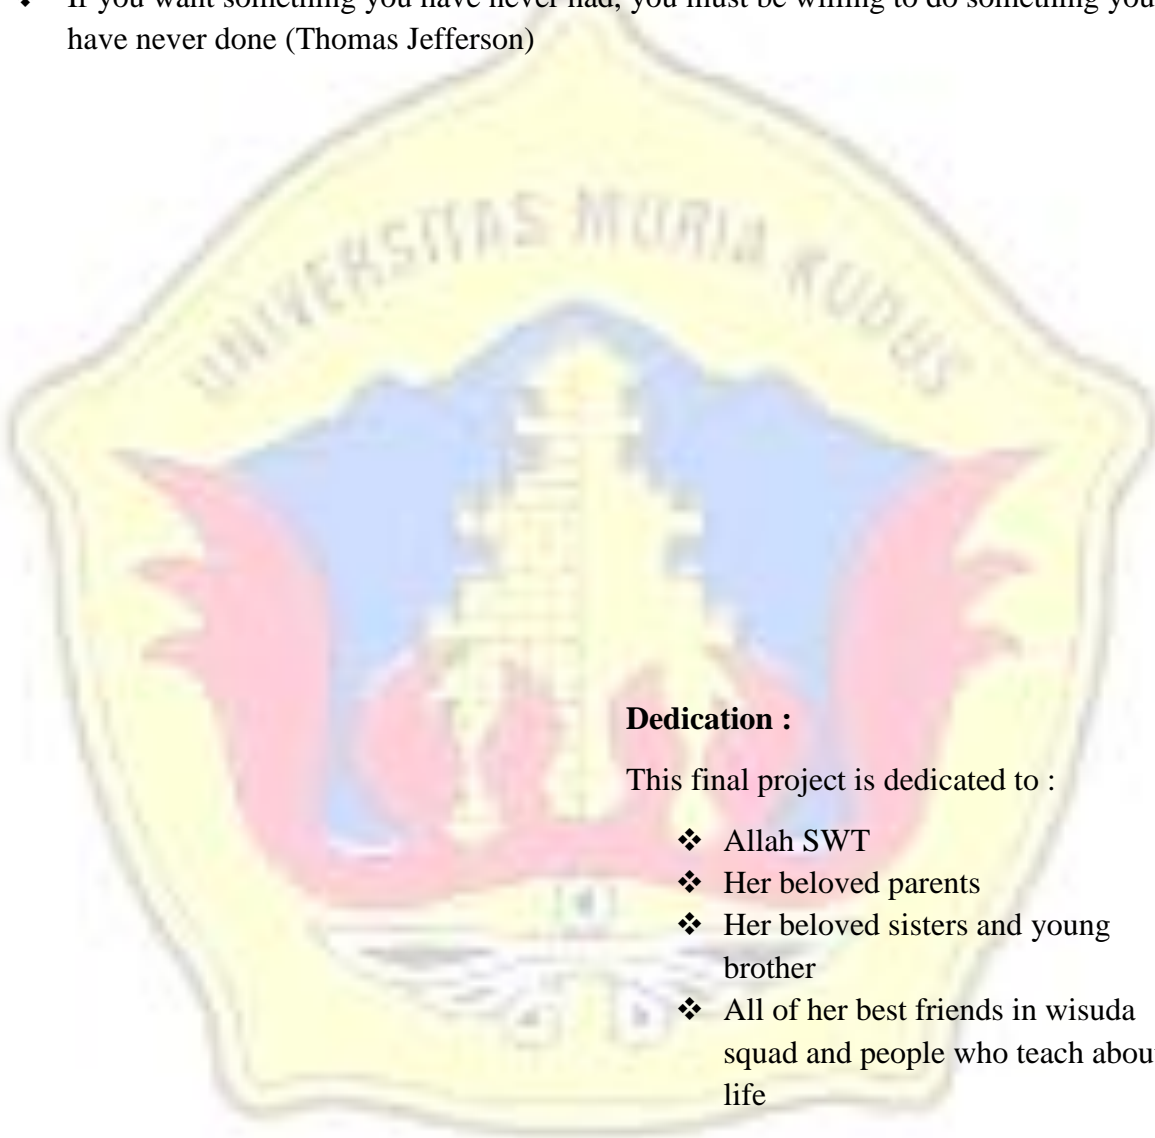 ❖ If you want something you have never had, you must be willing to do something you
have never done (Thomas Jefferson)
UNIVERSITAS MURIA KUDUS
Dedication :
This final project is dedicated to :
❖ Allah SWT
❖ Her beloved parents
❖ Her beloved sisters and young
brother
❖ All of her best friends in wisuda
squad and people who teach about
life